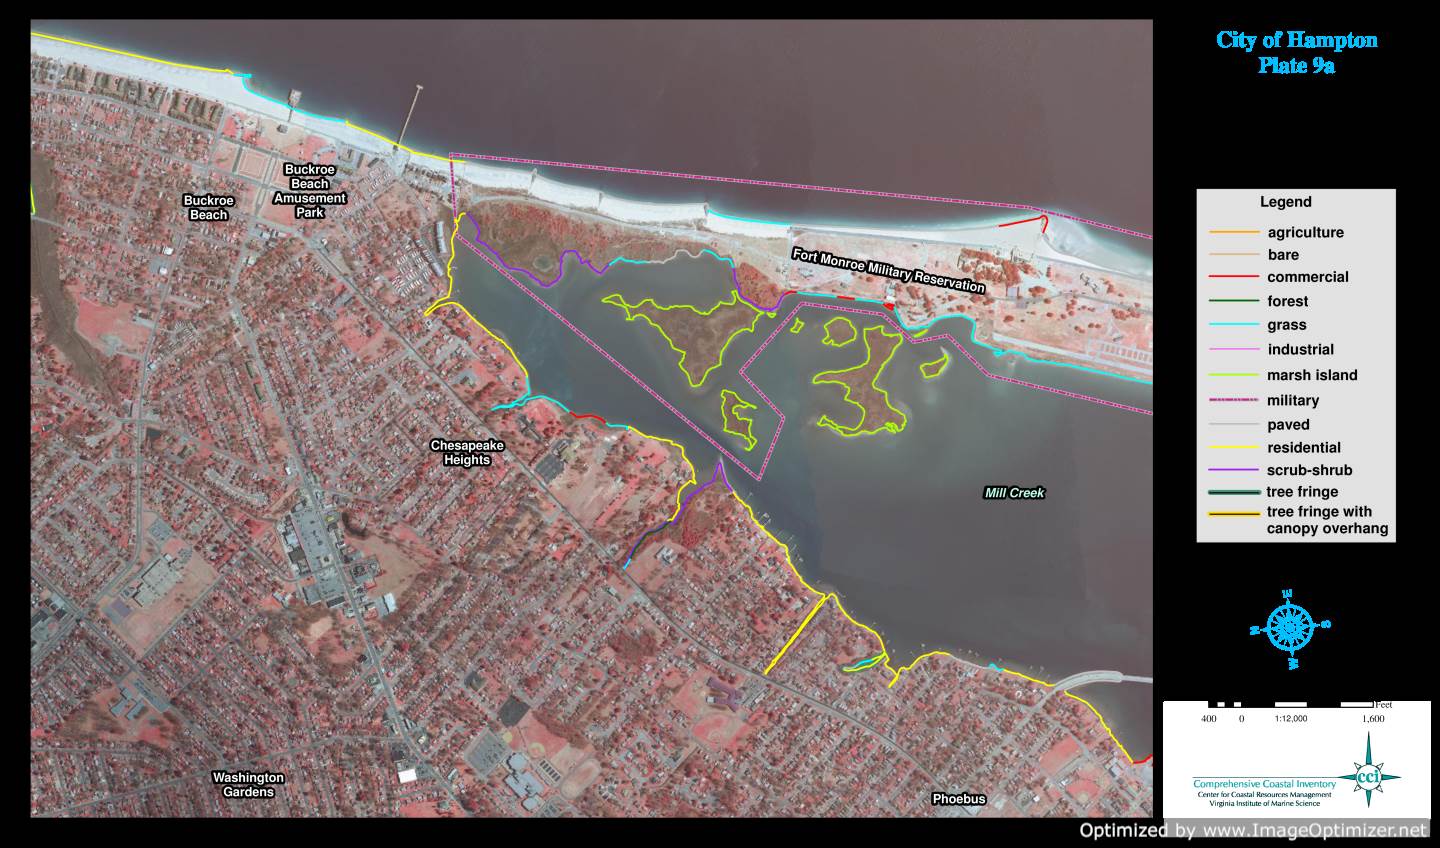 City of Hampton
Plate 9a
Buckroe
Beach
Amusement
Park
Buckroe
Beach
Fort Monroe Military Reservation
Chesapeake
Heights
Mill Creek
Washington
Gardens
Phoebus
Legend
agriculture
bare
commercial
forest
grass
industrial
marsh island
military
paved
residential
scrub-shrub
tree fringe
tree fringe with
canopy overhang
E
N
S
W
Feet
400 0 1:12,000 1,600
cci
Comprehensive Coastal Inventory
Center for Coastal Resources Management
Virginia Institute of Marine Science
Optimized by www.ImageOptimizer.net